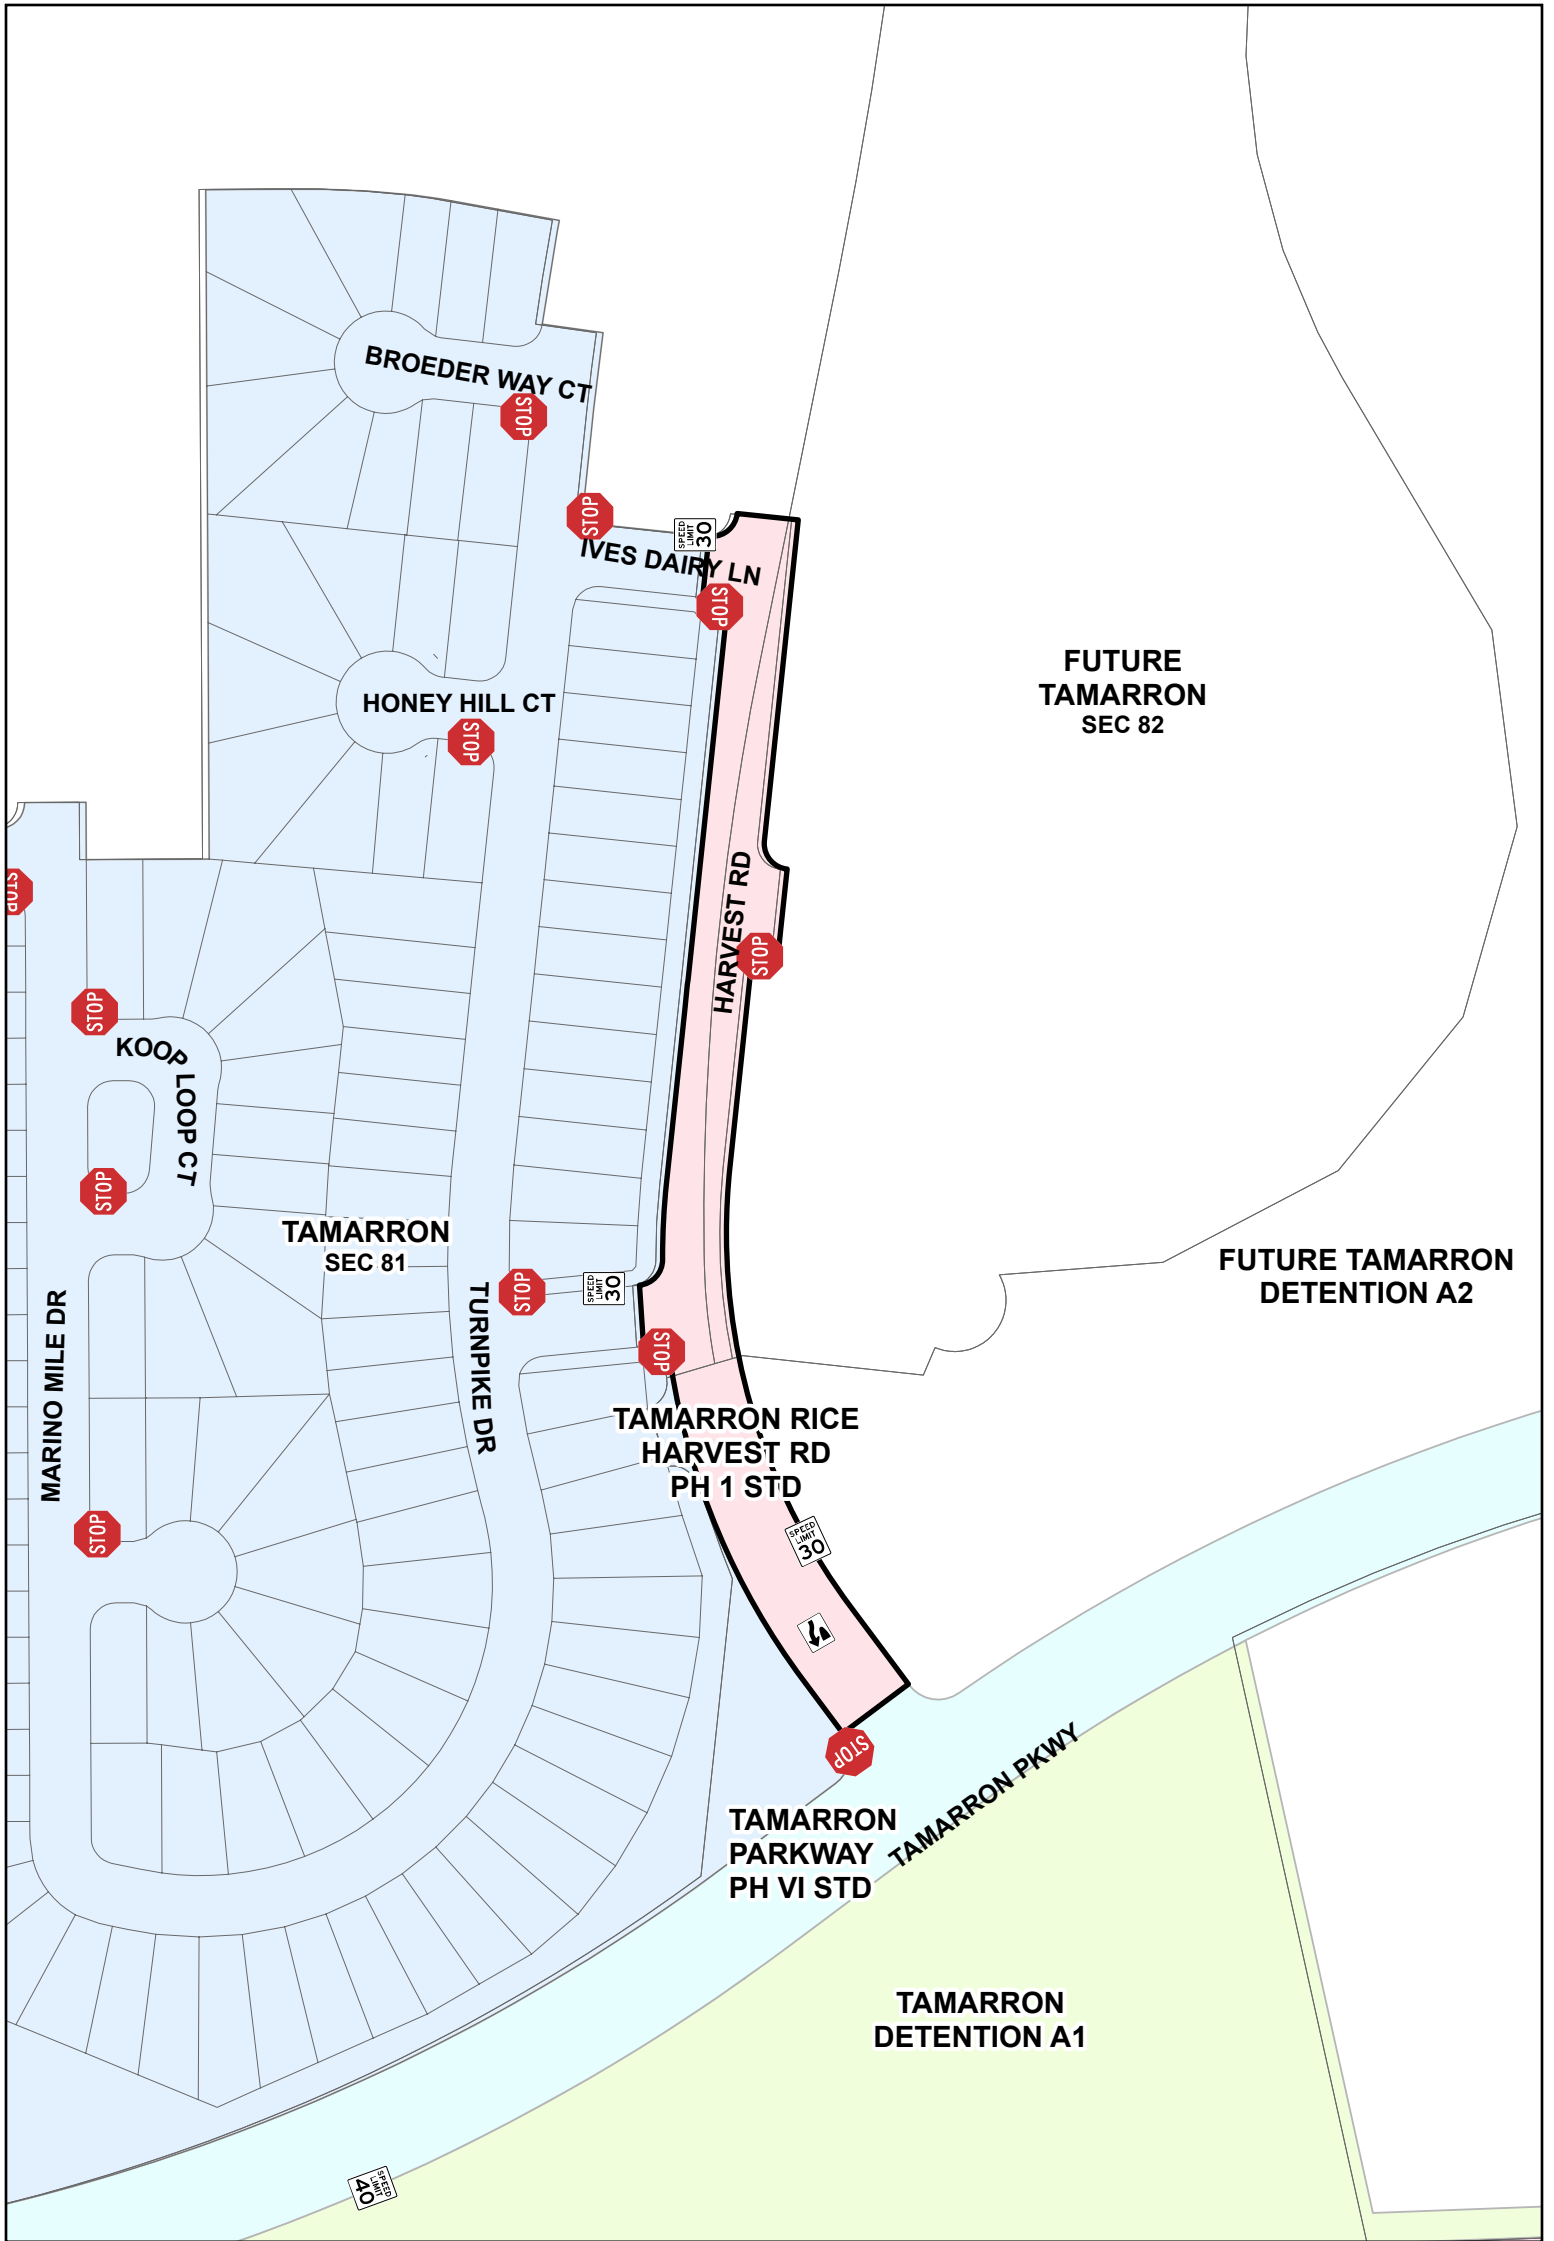 BROEDER WAY CT
STOP
STOP
SPEED
LIMIT
30
IVES DAIRY LN
STOP
FUTURE
TAMARRON
SEC 82
HONEY HILL CT
STOP
STOP
HARVEST RD
STOP
STOP
KOOP LOOP CT
STOP
TAMARRON
SEC 81
FUTURE TAMARRON
DETENTION A2
STOP
SPEED
LIMIT
30
MARINO MILE DR
TURNPIKE DR
STOP
TAMARRON RICE
HARVEST RD
PH 1 STD
STOP
SPEED
LIMIT
30
STOP
TAMARRON PKWY
TAMARRON
PARKWAY
PH VI STD
TAMARRON
DETENTION A1
SPEED
LIMIT
40